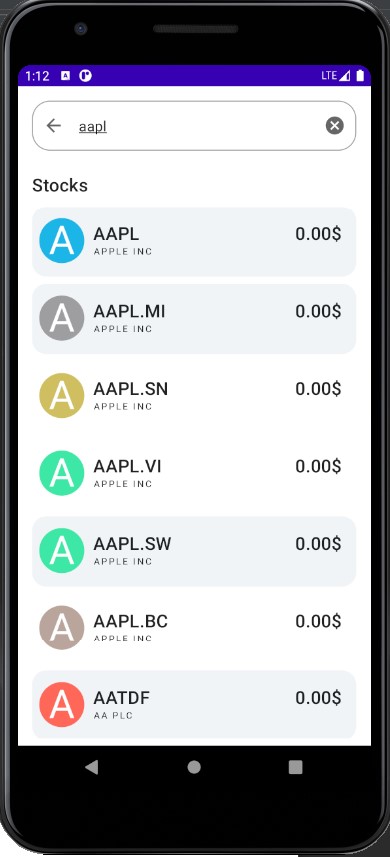 1:12 LTE
aapl
Stocks
A AAPL 0.00$
APPLE INC
A AAPL.MI 0.00$
APPLE INC
A AAPL.SN 0.00$
APPLE INC
A AAPL.VI 0.00$
APPLE INC
A AAPL.SW 0.00$
APPLE INC
A AAPL.BC 0.00$
APPLE INC
A AATDF 0.00$
AA PLC